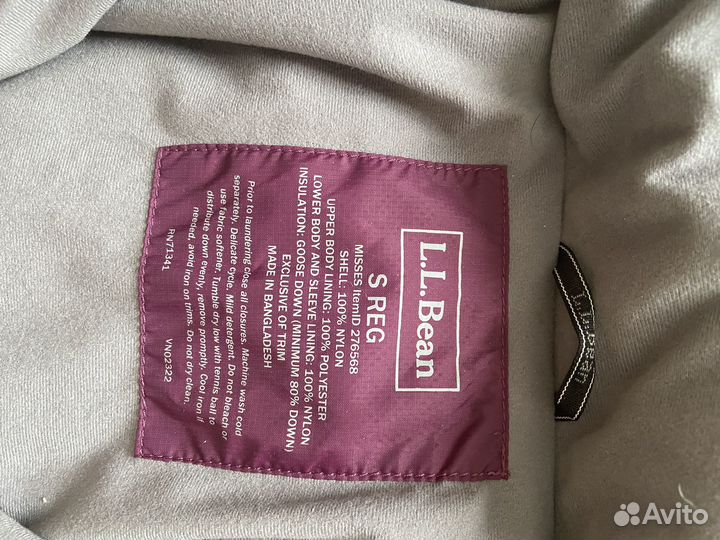 L.L.Bean
S REG
MISSES ItemID 276568
SHELL: 100% NYLON
UPPER BODY LINING: 100% POLYESTER
LOWER BODY AND SLEEVE LINING: 100% NYLON
INSULATION: GOOSE DOWN (MINIMUM 80% DOWN)
EXCLUSIVE OF TRIM
MADE IN BANGLADESH
Prior to laundering close all closures. Machine wash cold
separately. Delicate cycle. Mild detergent. Do not bleach or
use fabric softener. Tumble dry low with tennis ball to
distribute down evenly, remove promptly. Cool iron if
needed, avoid iron on trims. Do not dry clean.
RN71341 VN02322
L.L.Bean
Avito